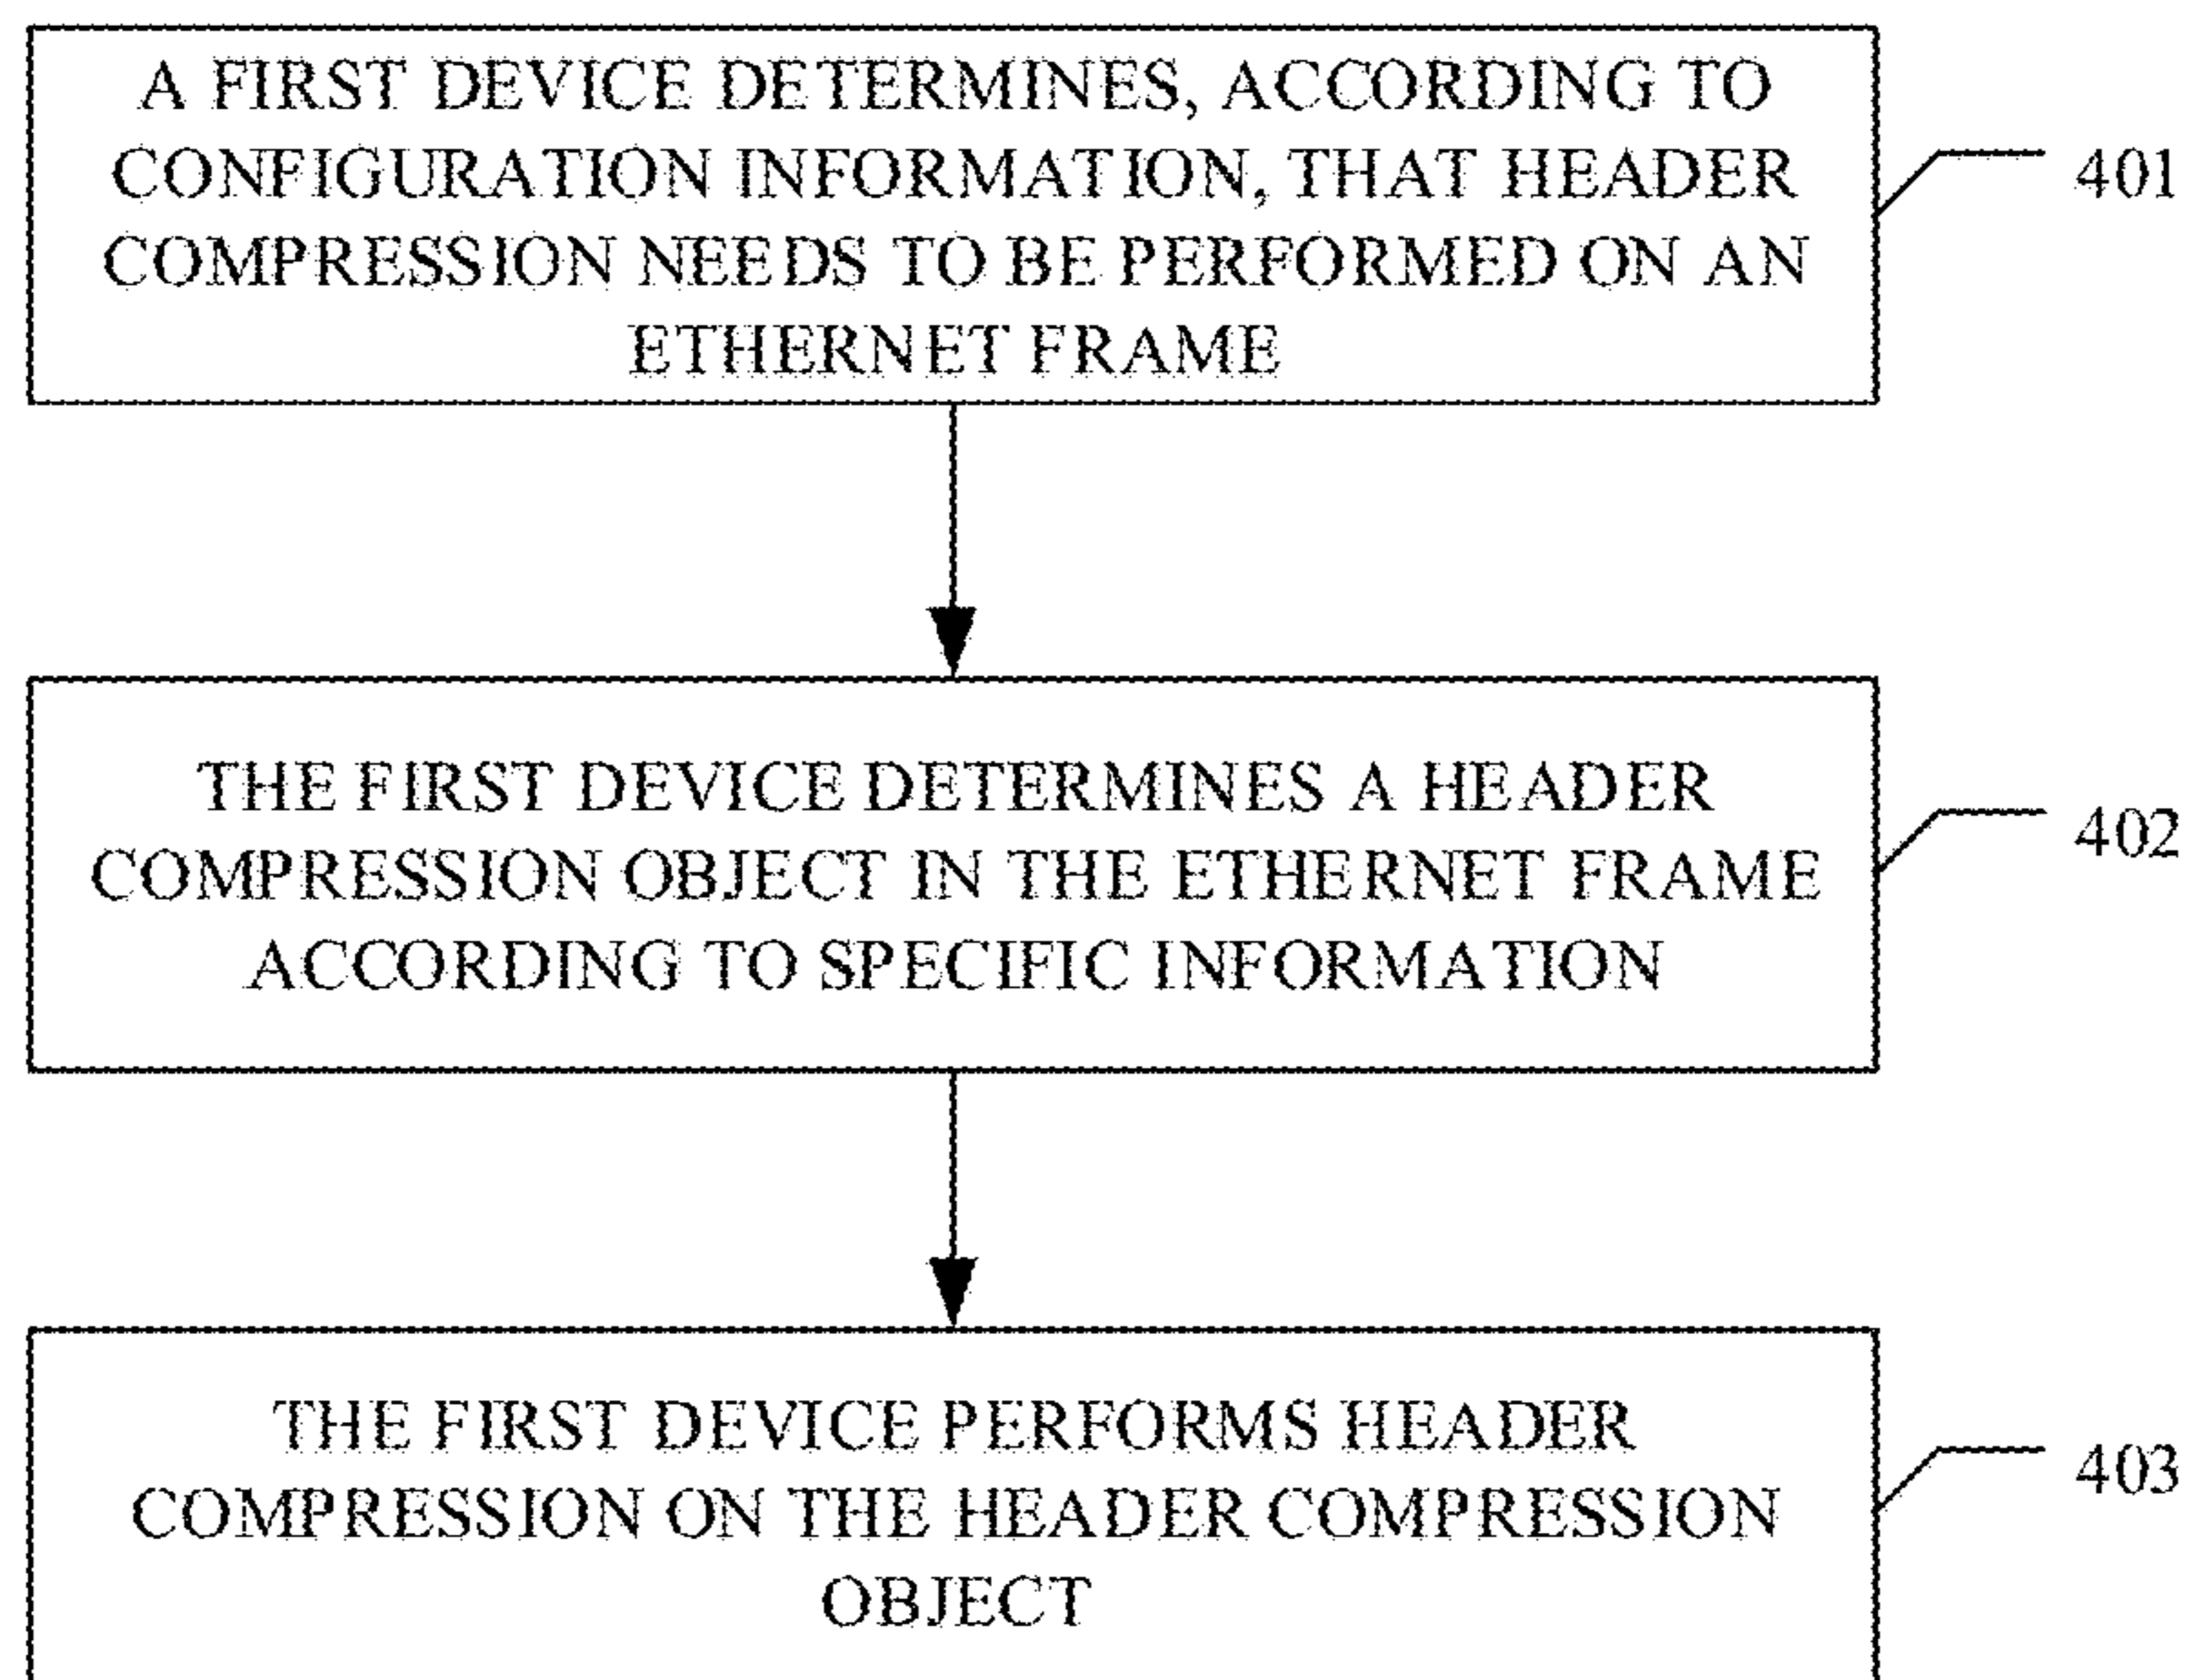 A FIRST DEVICE DETERMINES, ACCORDING TO
CONFIGURATION INFORMATION, THAT HEADER
COMPRESSION NEEDS TO BE PERFORMED ON AN
ETHERNET FRAME
401
THE FIRST DEVICE DETERMINES A HEADER
COMPRESSION OBJECT IN THE ETHERNET FRAME
ACCORDING TO SPECIFIC INFORMATION
402
THE FIRST DEVICE PERFORMS HEADER
COMPRESSION ON THE HEADER COMPRESSION
OBJECT
403